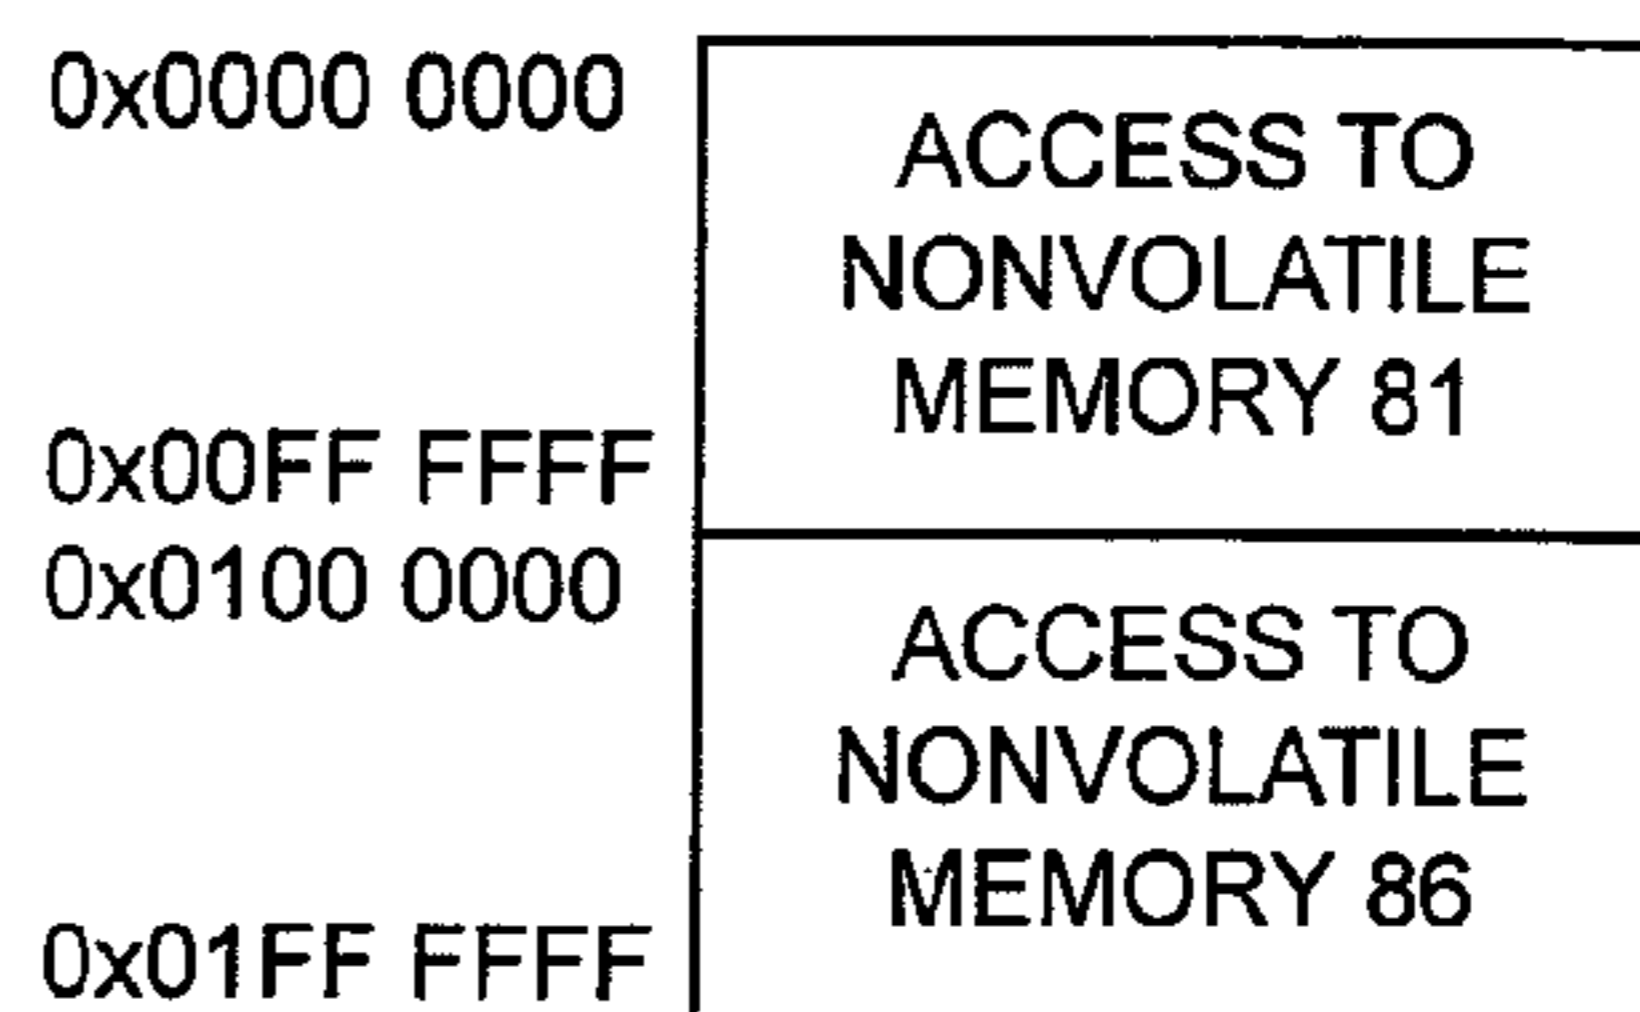 0x0000 0000
ACCESS TO
NONVOLATILE
MEMORY 81
0x00FF FFFF
0x0100 0000
ACCESS TO
NONVOLATILE
MEMORY 86
0x01FF FFFF